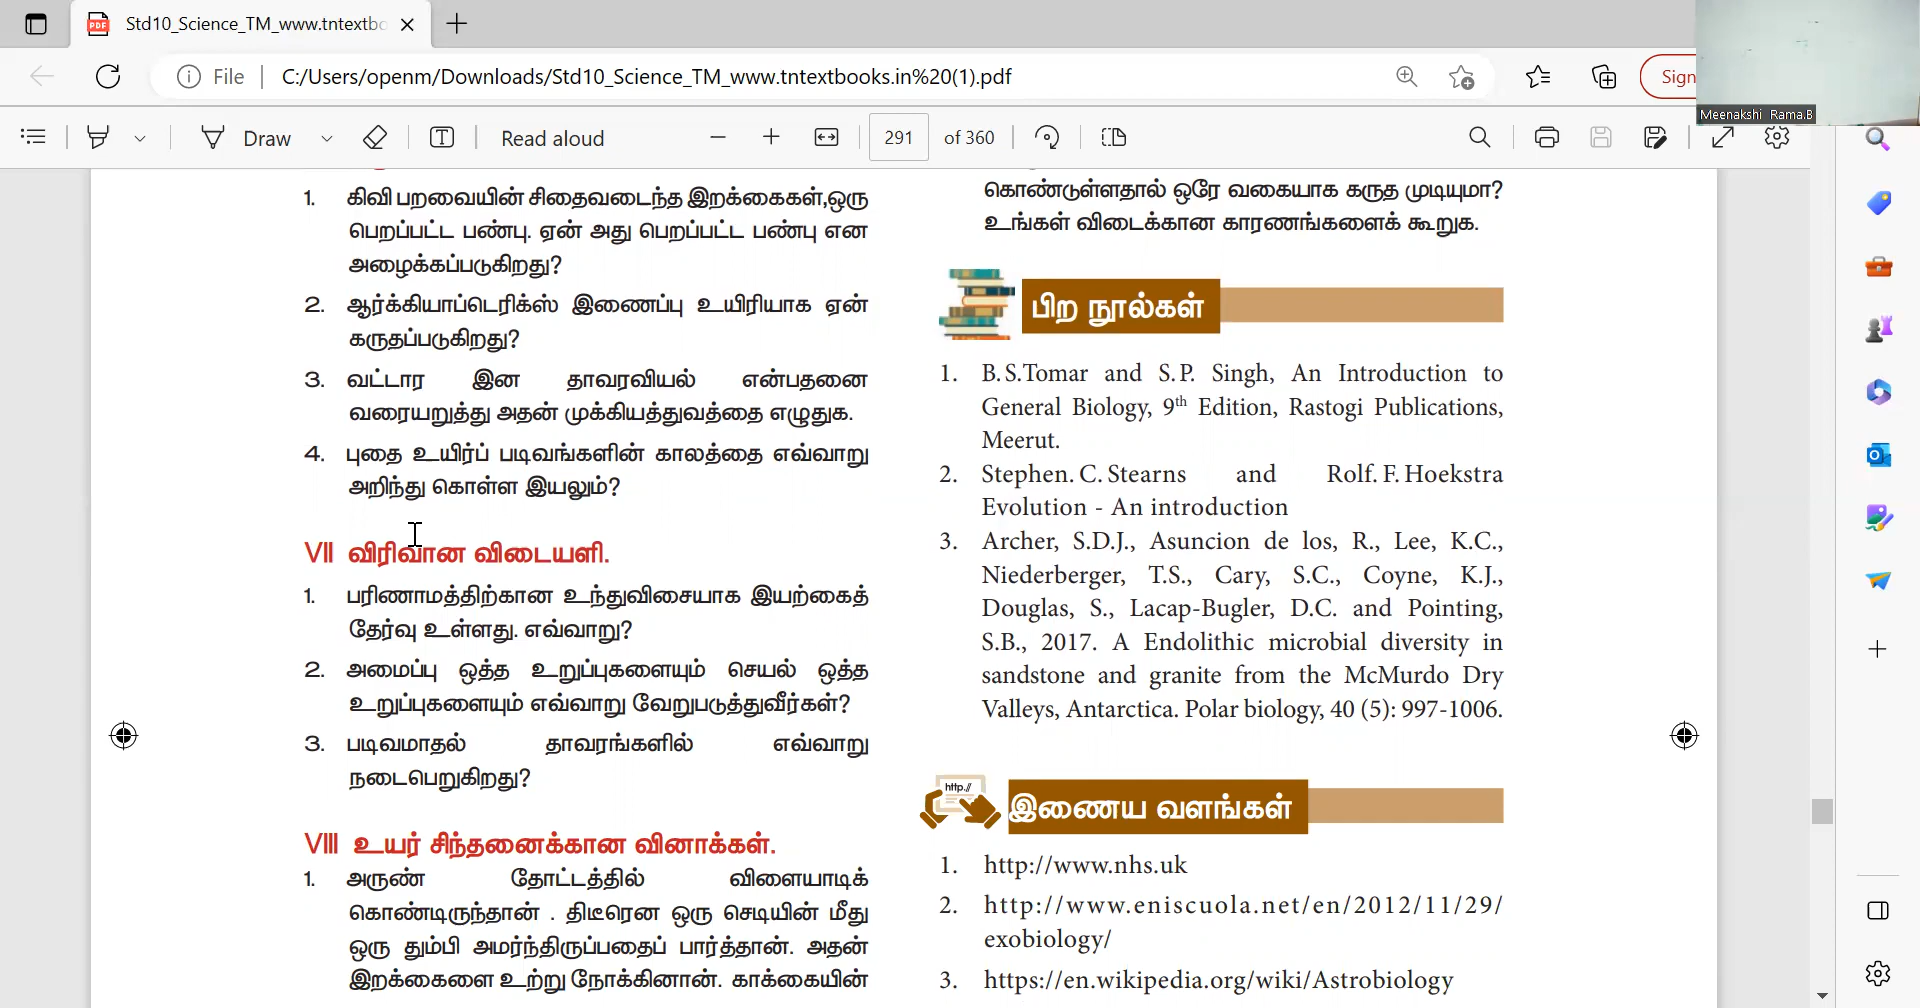 Std10_Science_TM_www.tntextbo
File
C:/Users/openm/Downloads/Std10_Science_TM_www.tntextbooks.in%20(1).pdf
Sign
Meenakshi Rama.B
Draw
Read aloud
291 of 360
1. கிவி பறவையின் சிதைவடைந்த இறக்கைகள்,ஒரு
பெறப்பட்ட பண்பு. ஏன் அது பெறப்பட்ட பண்பு என
அழைக்கப்படுகிறது?
2. ஆர்க்கியாப்டெரிக்ஸ் இணைப்பு உயிரியாக ஏன்
கருதப்படுகிறது?
3. வட்டார இன தாவரவியல் என்பதனை
வரையறுத்து அதன் முக்கியத்துவத்தை எழுதுக.
4. புதை உயிர்ப் படிவங்களின் காலத்தை எவ்வாறு
அறிந்து கொள்ள இயலும்?
VII விரிவான விடையளி.
1. பரிணாமத்திற்கான உந்துவிசையாக இயற்கைத்
தேர்வு உள்ளது. எவ்வாறு?
2. அமைப்பு ஒத்த உறுப்புகளையும் செயல் ஒத்த
உறுப்புகளையும் எவ்வாறு வேறுபடுத்துவீர்கள்?
3. படிவமாதல் தாவரங்களில் எவ்வாறு
நடைபெறுகிறது?
VIII உயர் சிந்தனைக்கான வினாக்கள்.
1. அருண் தோட்டத்தில் விளையாடிக்
கொண்டிருந்தான் . திடீரென ஒரு செடியின் மீது
ஒரு தும்பி அமர்ந்திருப்பதைப் பார்த்தான். அதன்
இறக்கைளை உற்று நோக்கினான். காக்கையின்
கொண்டுள்ளதால் ஒரே வகையாக கருத முடியுமா?
உங்கள் விடைக்கான காரணங்களைக் கூறுக.
பிற நூல்கள்
1. B.S.Tomar and S.P. Singh, An Introduction to
General Biology, 9th Edition, Rastogi Publications,
Meerut.
2. Stephen. C. Stearns and Rolf. F. Hoekstra
Evolution - An introduction
3. Archer, S.D.J., Asuncion de los, R., Lee, K.C.,
Niederberger, T.S., Cary, S.C., Coyne, K.J.,
Douglas, S., Lacap-Bugler, D.C. and Pointing,
S.B., 2017. A Endolithic microbial diversity in
sandstone and granite from the McMurdo Dry
Valleys, Antarctica. Polar biology, 40 (5): 997-1006.
http://
இணைய வளங்கள்
1. http://www.nhs.uk
2. http://www.eniscuola.net/en/2012/11/29/
exobiology/
3. https://en.wikipedia.org/wiki/Astrobiology